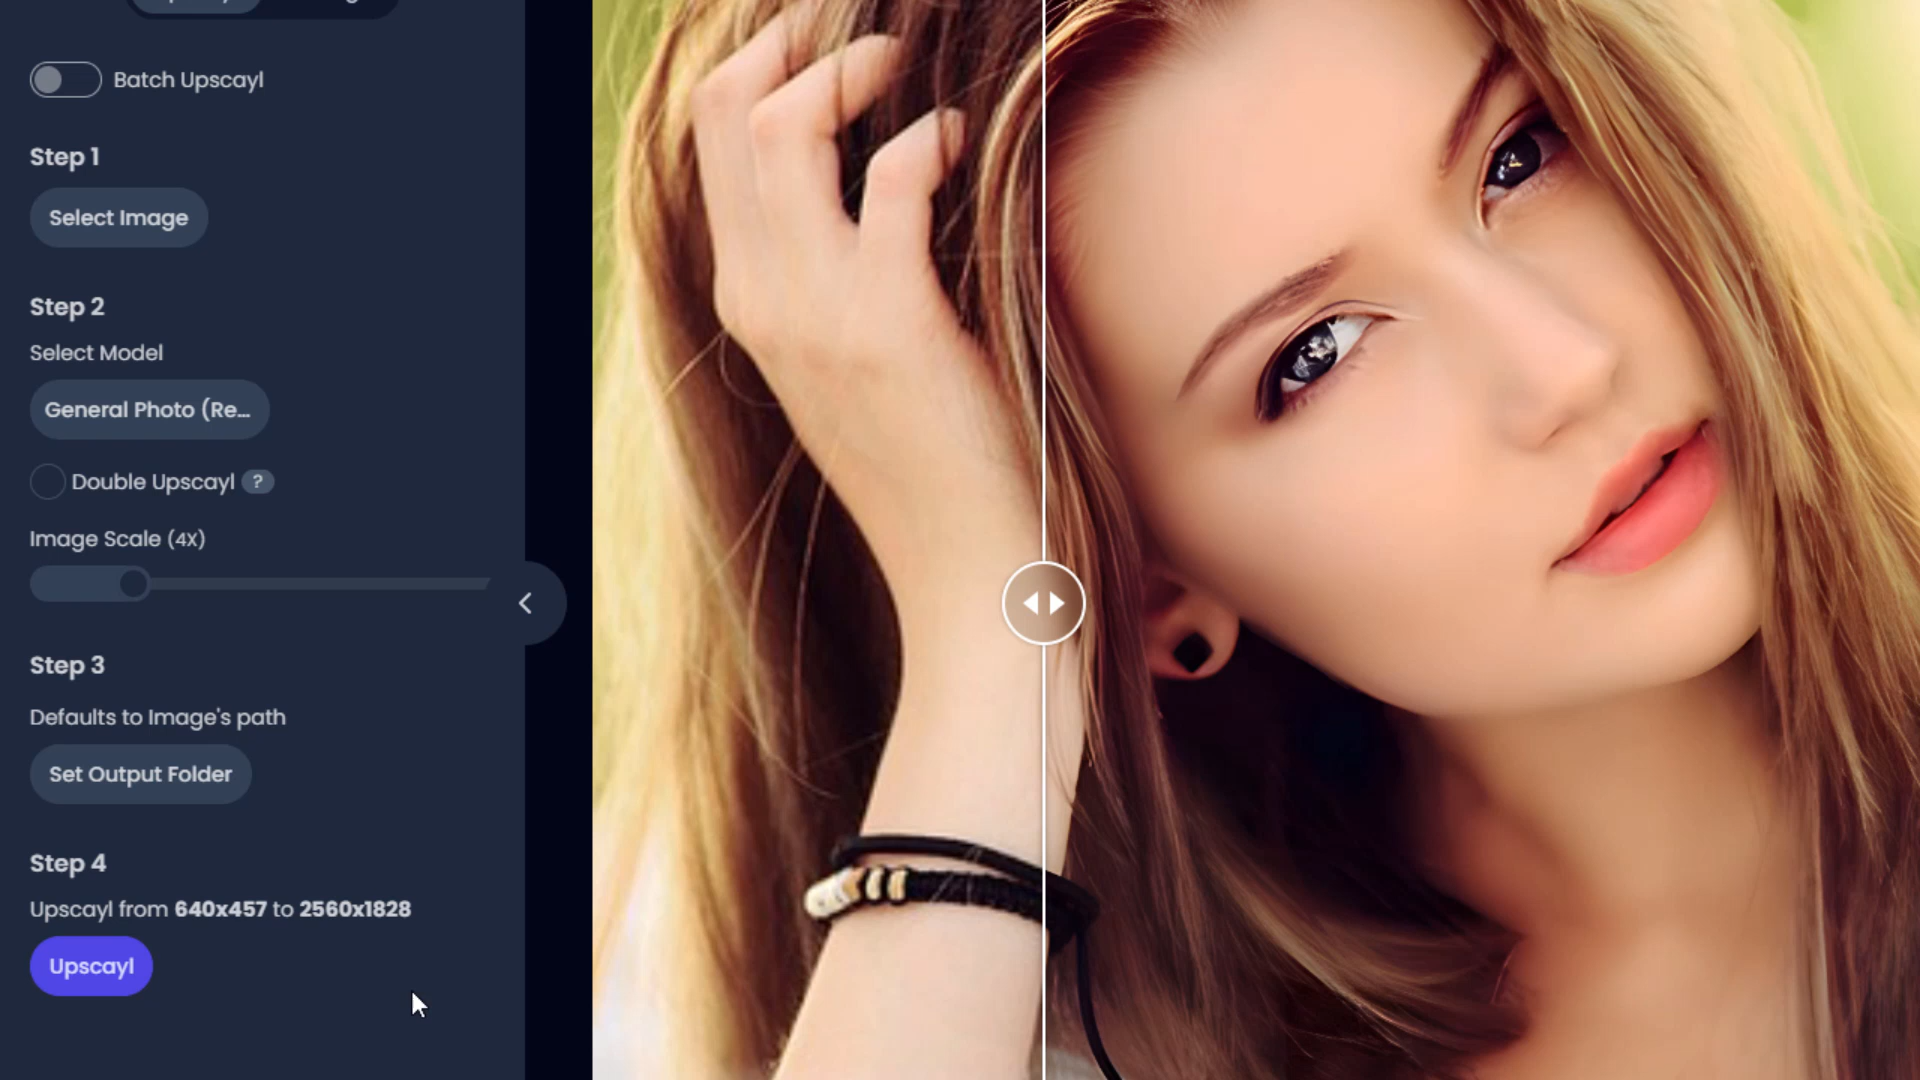 Batch Upscayl
Step 1
Select Image
Step 2
Select Model
General Photo (Re...
Double Upscayl ?
Image Scale (4X)
Step 3
Defaults to Image's path
Set Output Folder
Step 4
Upscayl from 640x457 to 2560x1828
Upscayl